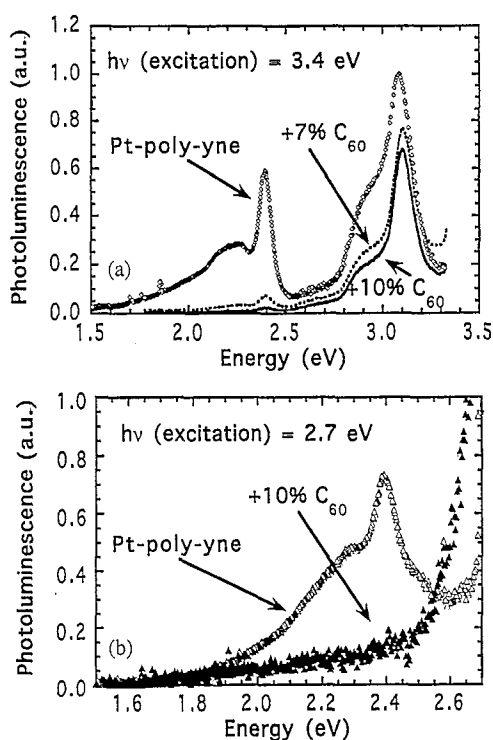 1.2
hν (excitation) = 3.4 eV
1.0
0.8
+7% C60
Pt-poly-yne
0.6
0.4
0.2
(a)
+10% C60
0.0
1.5 2.0 2.5 3.0 3.5
Photoluminescence (a.u.)
Energy (eV)
1.0
hν (excitation) = 2.7 eV
0.8
+10% C60
0.6
Pt-poly-yne
0.4
0.2
(b)
0.0
1.6 1.8 2.0 2.2 2.4 2.6
Photoluminescence (a.u.)
Energy (eV)